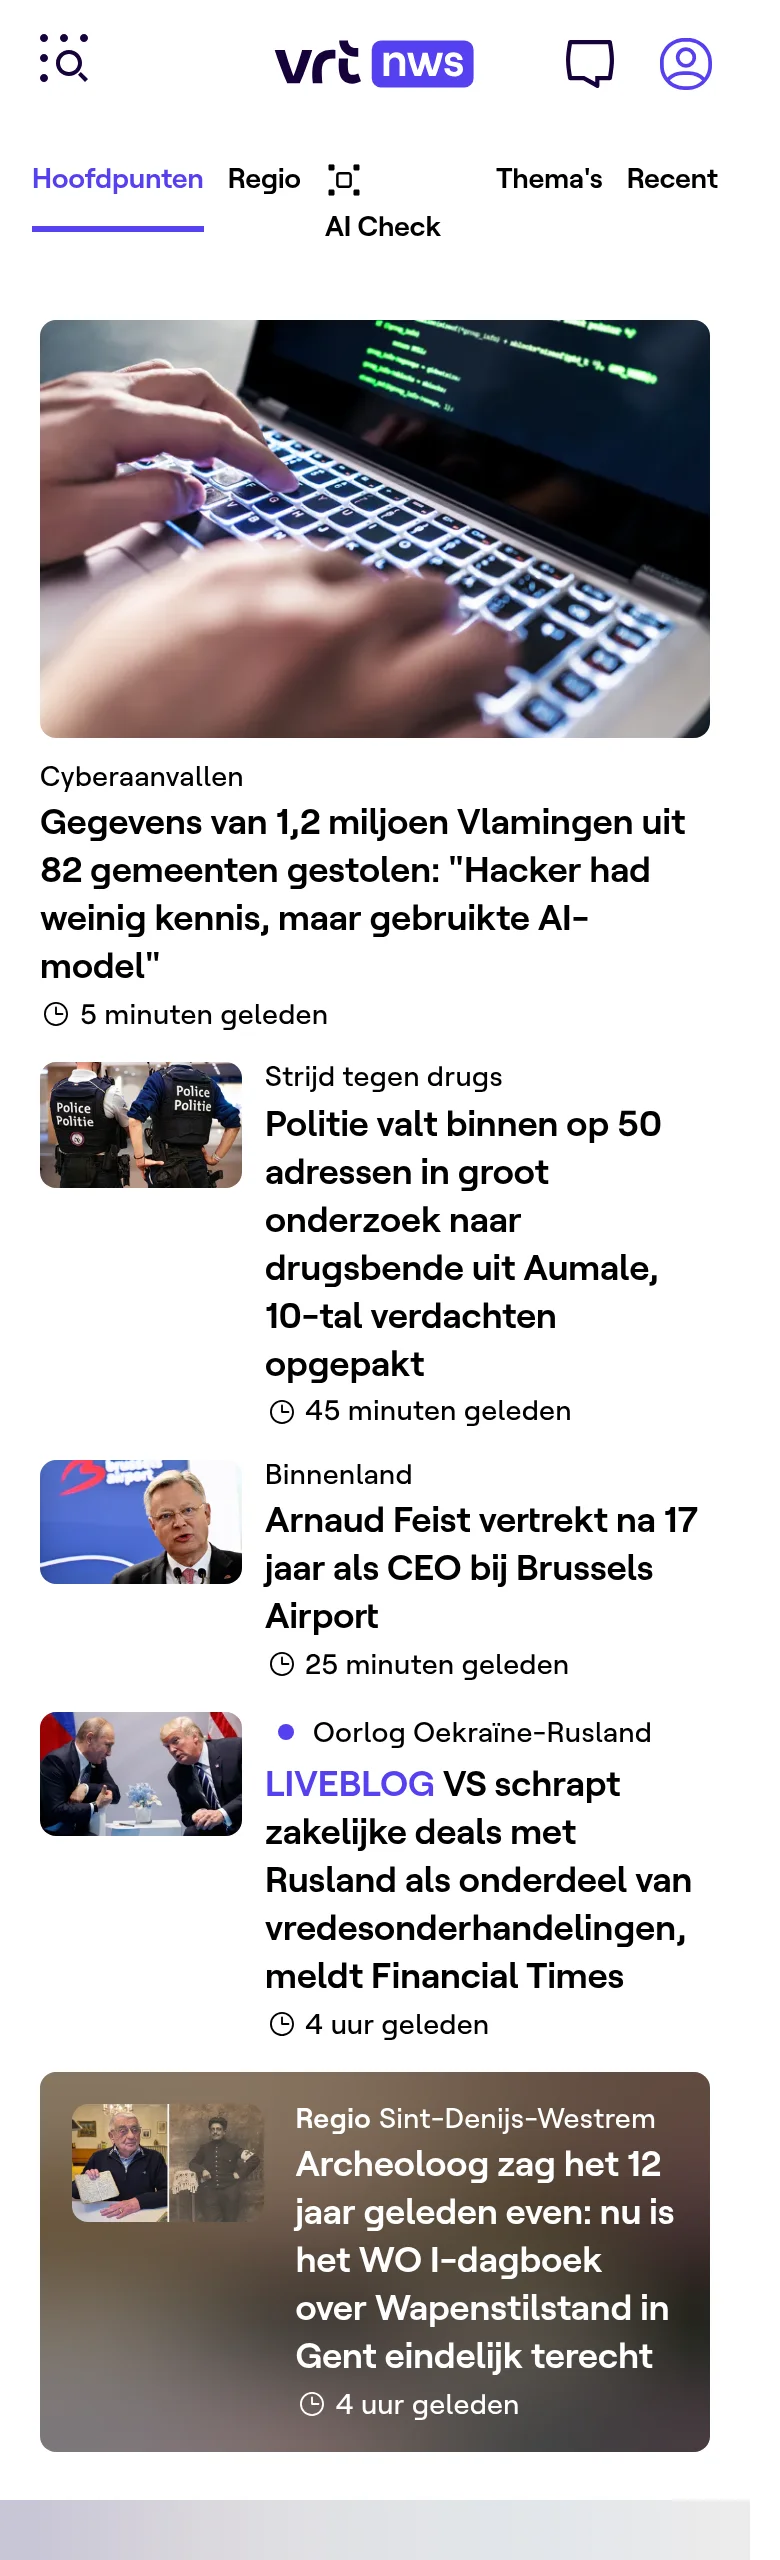 vrt nws
Hoofdpunten Regio AI Check Thema's Recent
Cyberaanvallen
Gegevens van 1,2 miljoen Vlamingen uit
82 gemeenten gestolen: "Hacker had
weinig kennis, maar gebruikte AI-
model"
5 minuten geleden
Police
Politie
Police
Politie
Strijd tegen drugs
Politie valt binnen op 50
adressen in groot
onderzoek naar
drugsbende uit Aumale,
10-tal verdachten
opgepakt
45 minuten geleden
brussels
airport
Binnenland
Arnaud Feist vertrekt na 17
jaar als CEO bij Brussels
Airport
25 minuten geleden
Oorlog Oekraïne-Rusland
LIVEBLOG VS schrapt
zakelijke deals met
Rusland als onderdeel van
vredesonderhandelingen,
meldt Financial Times
4 uur geleden
Regio Sint-Denijs-Westrem
Archeoloog zag het 12
jaar geleden even: nu is
het WO I-dagboek
over Wapenstilstand in
Gent eindelijk terecht
4 uur geleden